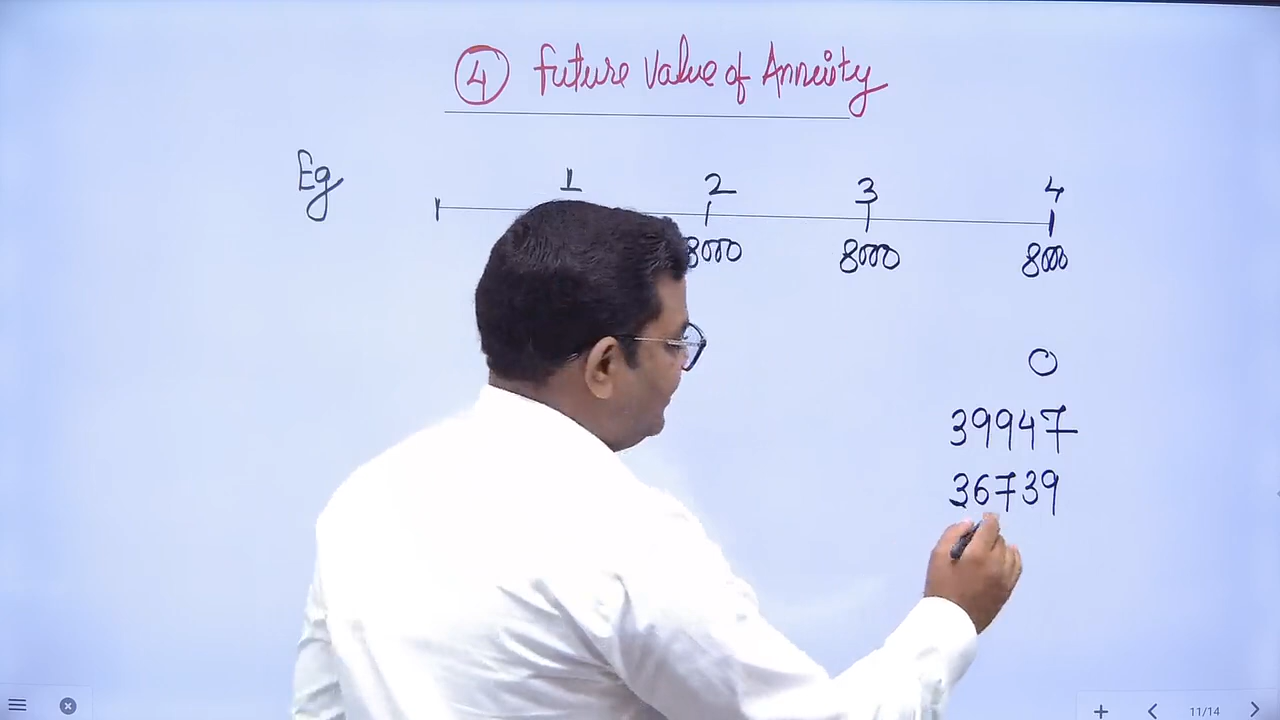 4 Future Value of Annuity
Eg
1 2 3 4
8000 8000 8000
0
39947
36739
11/14